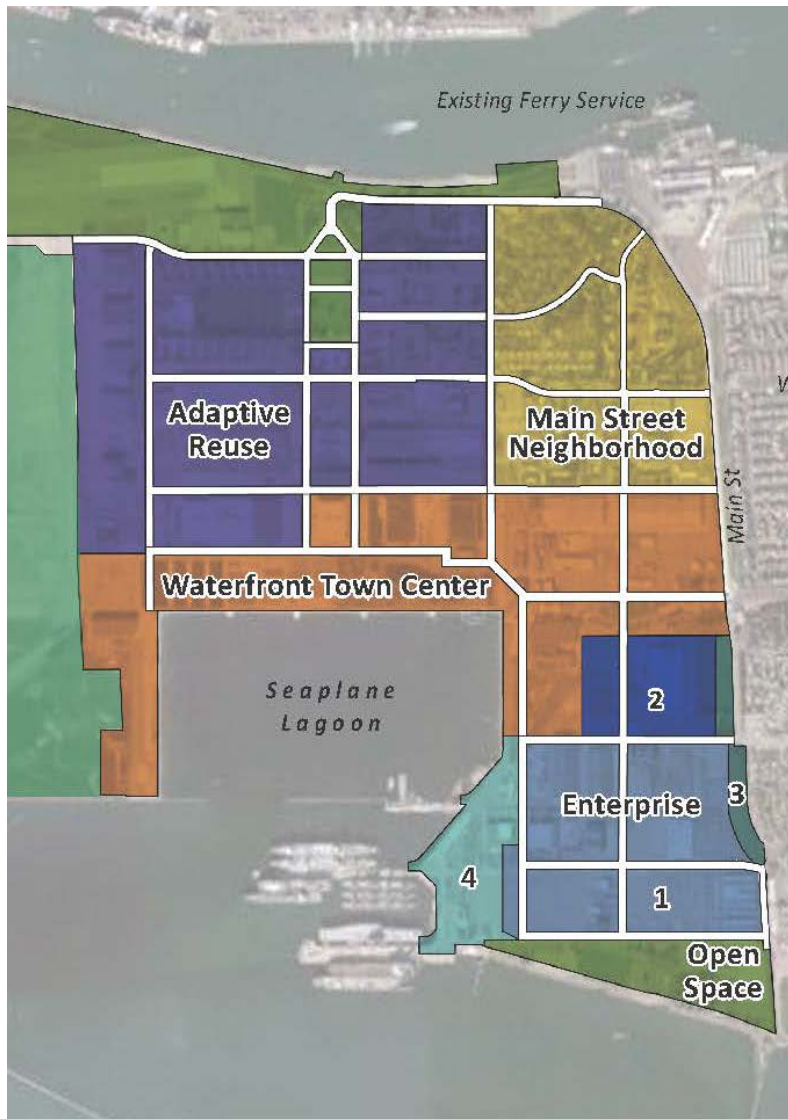 Existing Ferry Service
Adaptive
Reuse
Main Street
Neighborhood
Main St
Waterfront Town Center
Seaplane
Lagoon
2
Enterprise
3
4
1
Open
Space